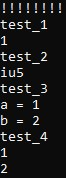 !!!!!!!!
test_1
1
test_2
iu5
test_3
a = 1
b = 2
test_4
1
2